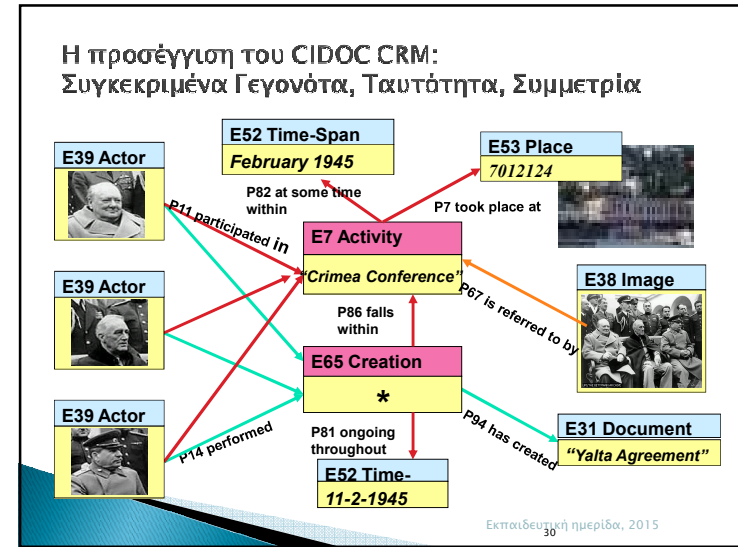 Η προσέγγιση του CIDOC CRM:
Συγκεκριμένα Γεγονότα, Ταυτότητα, Συμμετρία
E39 Actor
E52 Time-Span
February 1945
E53 Place
7012124
P82 at some time
within
P7 took place at
P11 participated in
E7 Activity
“Crimea Conference”
E39 Actor
E38 Image
P67 is referred to by
P86 falls
within
E65 Creation
*
E39 Actor
P14 performed
P81 ongoing
throughout
P94 has created
E31 Document
“Yalta Agreement”
E52 Time-
11-2-1945
Εκπαιδευτική ημερίδα, 2015
30